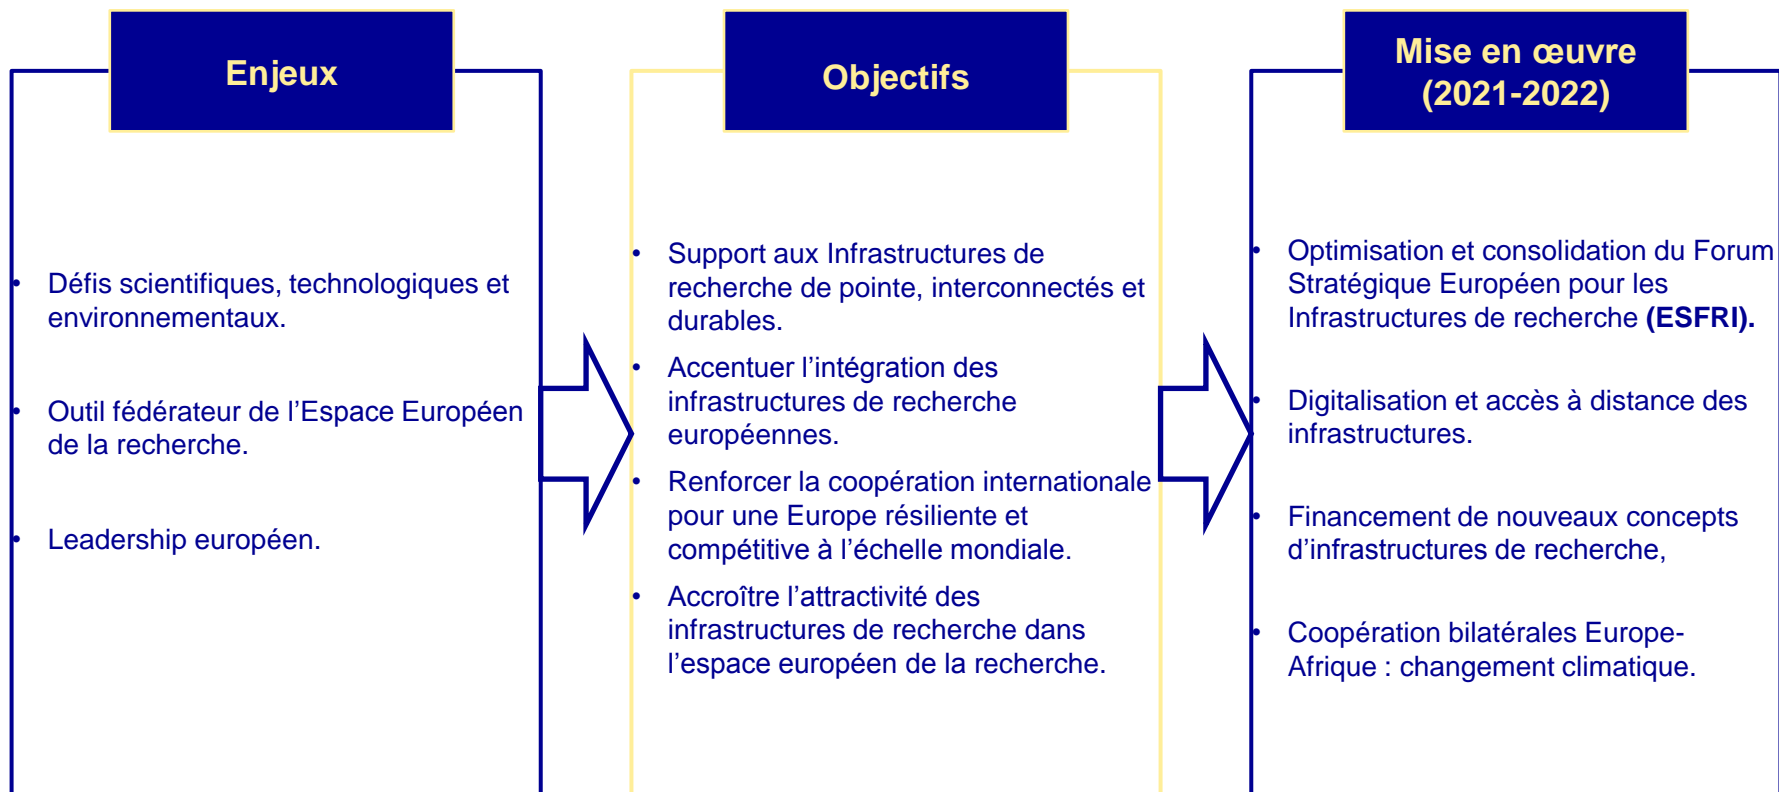 Enjeux
• Défis scientifiques, technologiques et
environnementaux.
• Outil fédérateur de l’Espace Européen
de la recherche.
• Leadership européen.
Objectifs
• Support aux Infrastructures de
recherche de pointe, interconnectés et
durables.
• Accentuer l’intégration des
infrastructures de recherche
européennes.
• Renforcer la coopération internationale
pour une Europe résiliente et
compétitive à l’échelle mondiale.
• Accroître l’attractivité des
infrastructures de recherche dans
l’espace européen de la recherche.
Mise en œuvre
(2021-2022)
• Optimisation et consolidation du Forum
Stratégique Européen pour les
Infrastructures de recherche (ESFRI).
• Digitalisation et accès à distance des
infrastructures.
• Financement de nouveaux concepts
d’infrastructures de recherche,
• Coopération bilatérales Europe-
Afrique : changement climatique.